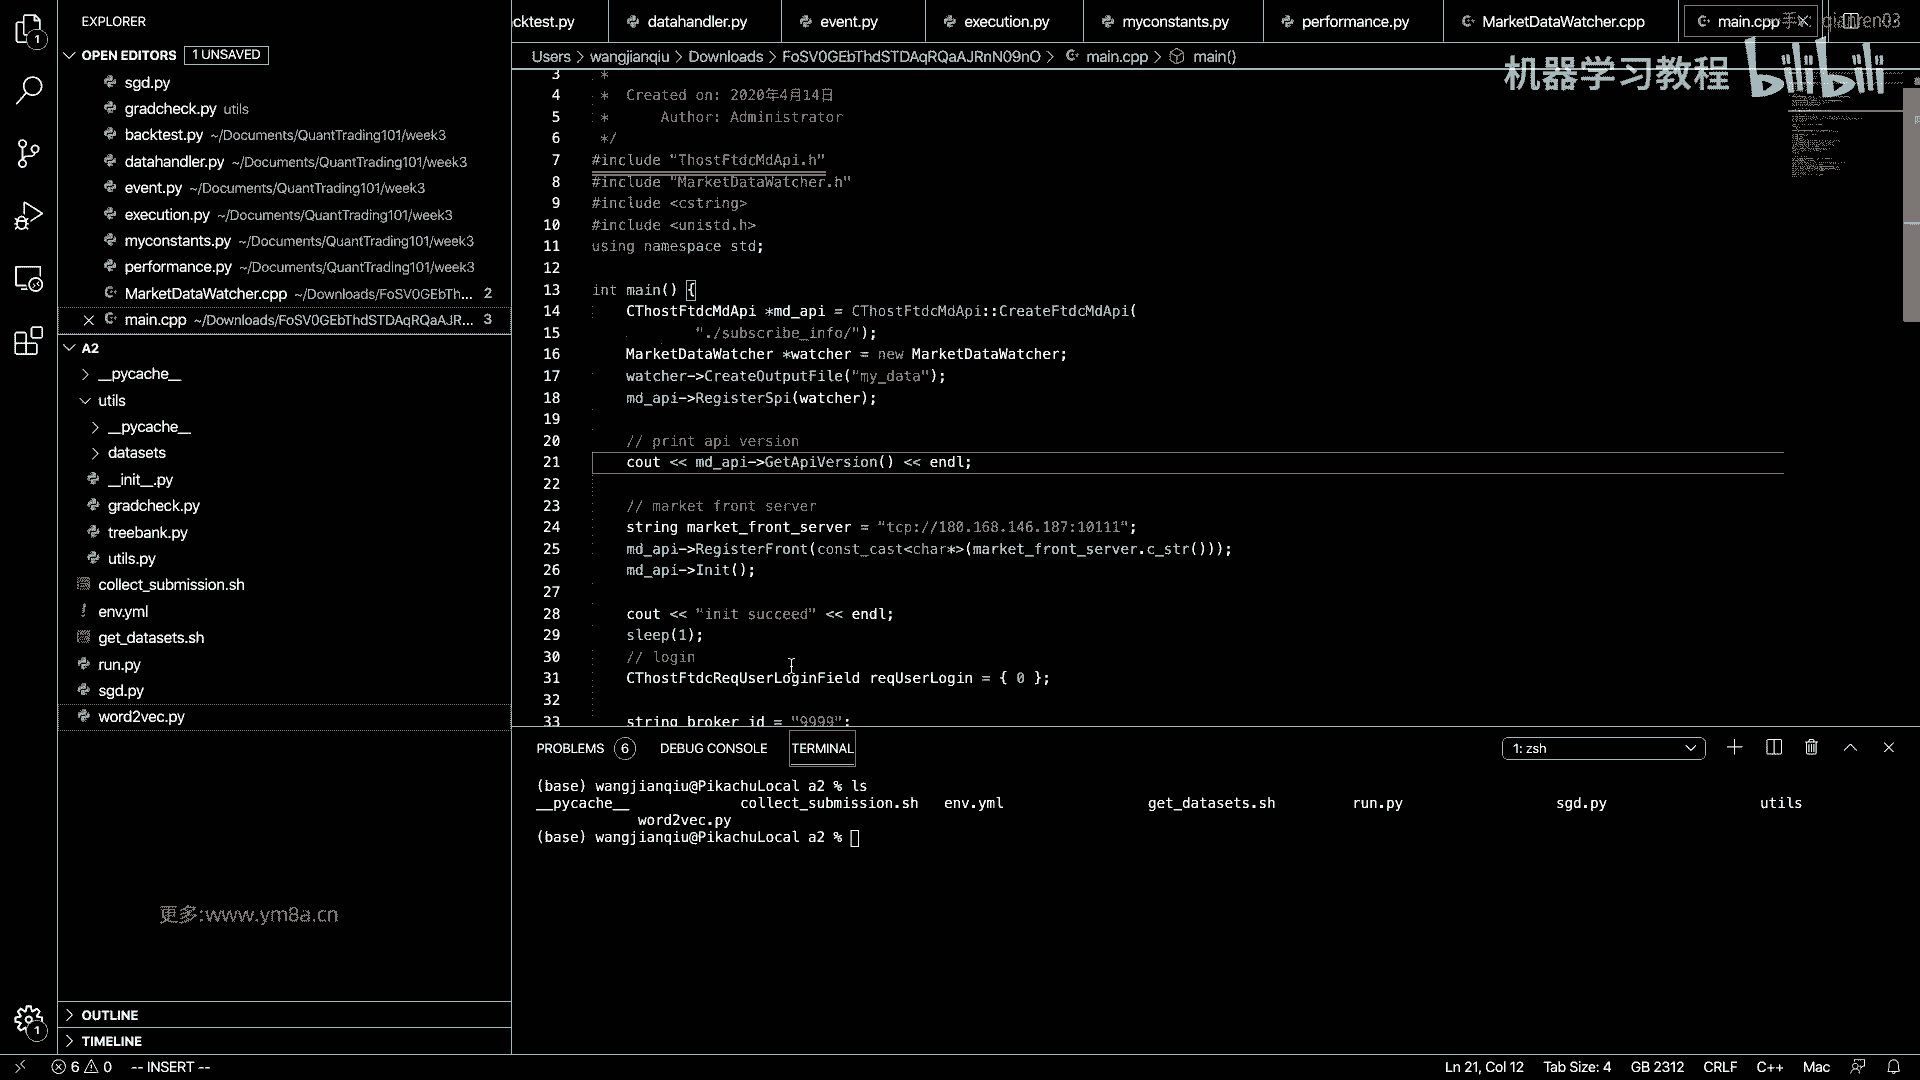 EXPLORER
OPEN EDITORS 1 UNSAVED
sgd.py
gradcheck.py utils
backtest.py ~/Documents/QuantTrading101/week3
datahandler.py ~/Documents/QuantTrading101/week3
event.py ~/Documents/QuantTrading101/week3
execution.py ~/Documents/QuantTrading101/week3
myconstants.py ~/Documents/QuantTrading101/week3
performance.py ~/Documents/QuantTrading101/week3
MarketDataWatcher.cpp ~/Downloads/FoSV0GEbTh... 2
main.cpp ~/Downloads/FoSV0GEbThdSTDAqRQaAJR... 3
A2
__pycache__
utils
__pycache__
datasets
__init__.py
gradcheck.py
treebank.py
utils.py
collect_submission.sh
env.yml
get_datasets.sh
run.py
sgd.py
word2vec.py
更多:www.ym8a.cn
OUTLINE
TIMELINE
cktest.py datahandler.py event.py execution.py myconstants.py performance.py MarketDataWatcher.cpp main.cpp
Users > wangjianqiu > Downloads > FoSV0GEbThdSTDAqRQaAJRnN09nO > main.cpp > main()
机器学习教程 bilibili
3 *
4 * Created on: 2020年4月14日
5 * Author: Administrator
6 */
7 #include "ThostFtdcMdApi.h"
8 #include "MarketDataWatcher.h"
9 #include <cstring>
10 #include <unistd.h>
11 using namespace std;
12
13 int main() {
14 CThostFtdcMdApi *md_api = CThostFtdcMdApi::CreateFtdcMdApi(
15 "./subscribe_info/");
16 MarketDataWatcher *watcher = new MarketDataWatcher;
17 watcher->CreateOutputFile("my_data");
18 md_api->RegisterSpi(watcher);
19
20 // print api version
21 cout << md_api->GetApiVersion() << endl;
22
23 // market front server
24 string market_front_server = "tcp://180.168.146.187:10111";
25 md_api->RegisterFront(const_cast<char*>(market_front_server.c_str()));
26 md_api->Init();
27
28 cout << "init succeed" << endl;
29 sleep(1);
30 // login
31 CThostFtdcReqUserLoginField reqUserLogin = { 0 };
32
33 string broker_id = "9999";
PROBLEMS 6 DEBUG CONSOLE TERMINAL 1: zsh
(base) wangjianqiu@PikachuLocal a2 % ls
__pycache__ collect_submission.sh env.yml get_datasets.sh run.py sgd.py utils
word2vec.py
(base) wangjianqiu@PikachuLocal a2 %
6 0 -- INSERT -- Ln 21, Col 12 Tab Size: 4 GB 2312 CRLF C++ Mac